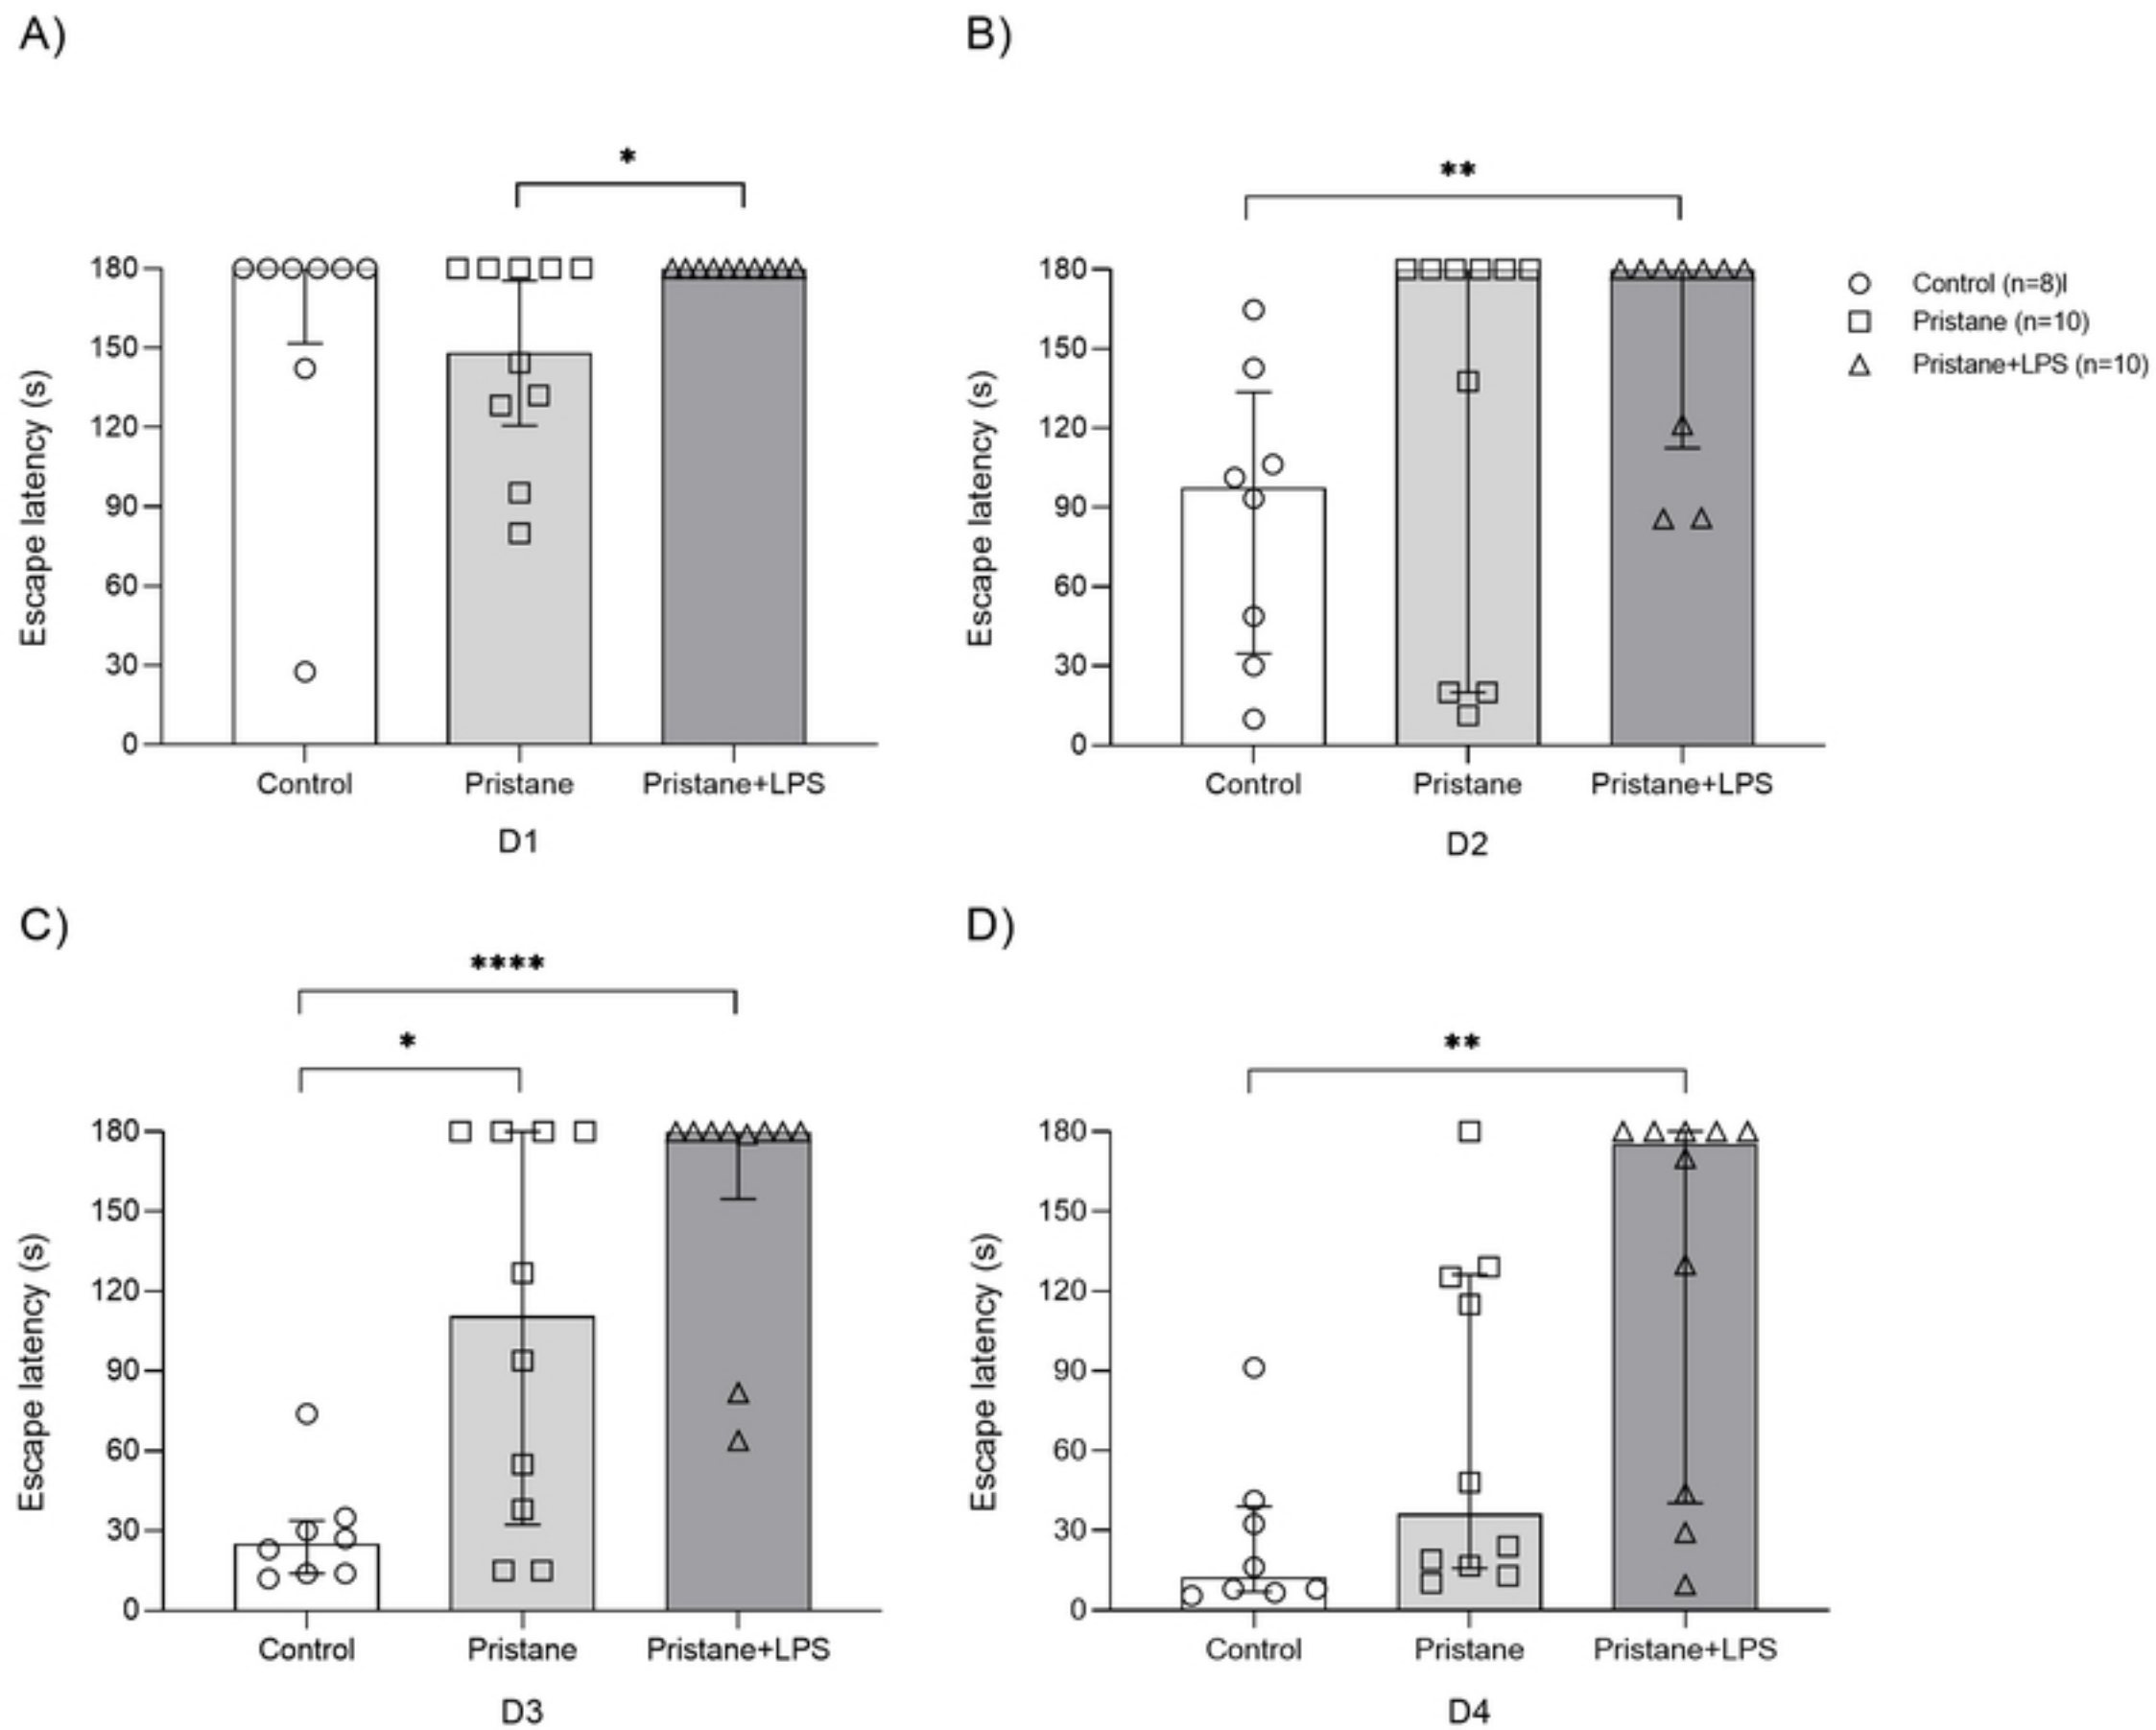 A)
*
Escape latency (s)
180
150
120
90
60
30
0
Control Pristane Pristane+LPS
D1
B)
**
Escape latency (s)
180
150
120
90
60
30
0
Control Pristane Pristane+LPS
D2
Control (n=8)l
Pristane (n=10)
Pristane+LPS (n=10)
C)
****
*
Escape latency (s)
180
150
120
90
60
30
0
Control Pristane Pristane+LPS
D3
D)
**
Escape latency (s)
180
150
120
90
60
30
0
Control Pristane Pristane+LPS
D4